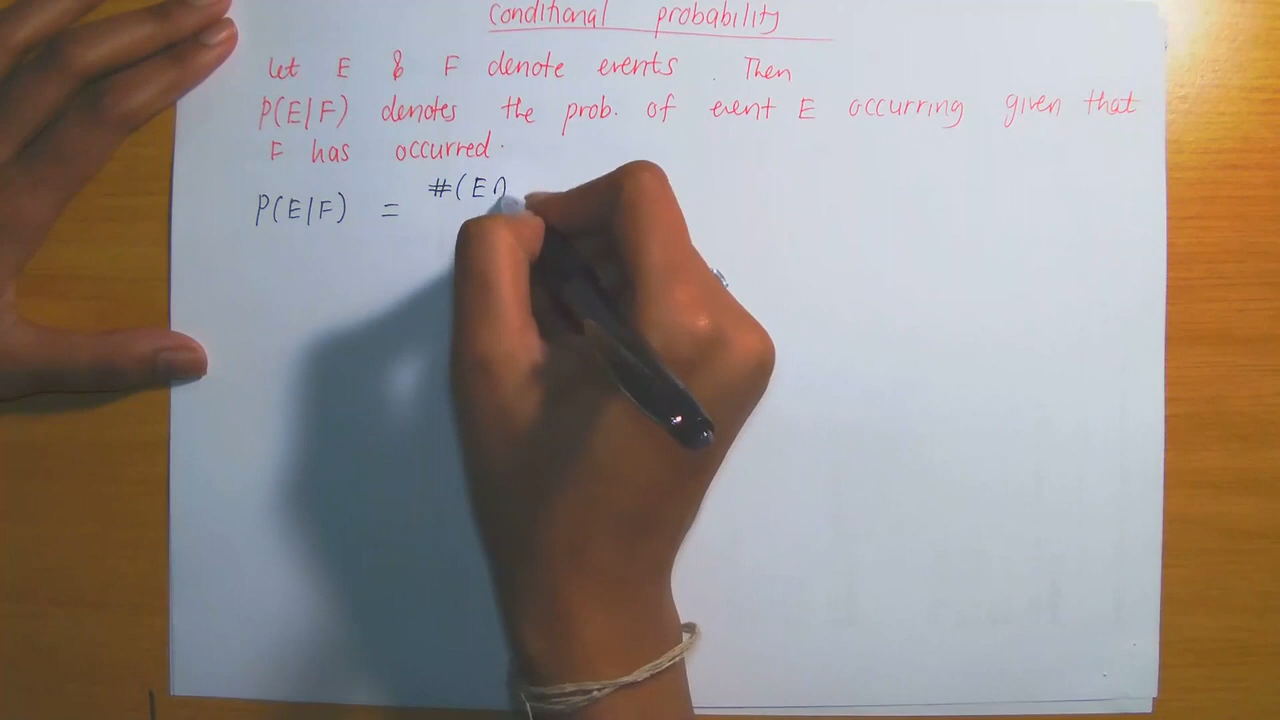 conditional probability
let E & F denote events. Then
P(E|F) denotes the prob. of event E occurring given that
F has occurred.
P(E|F) = #(E∩